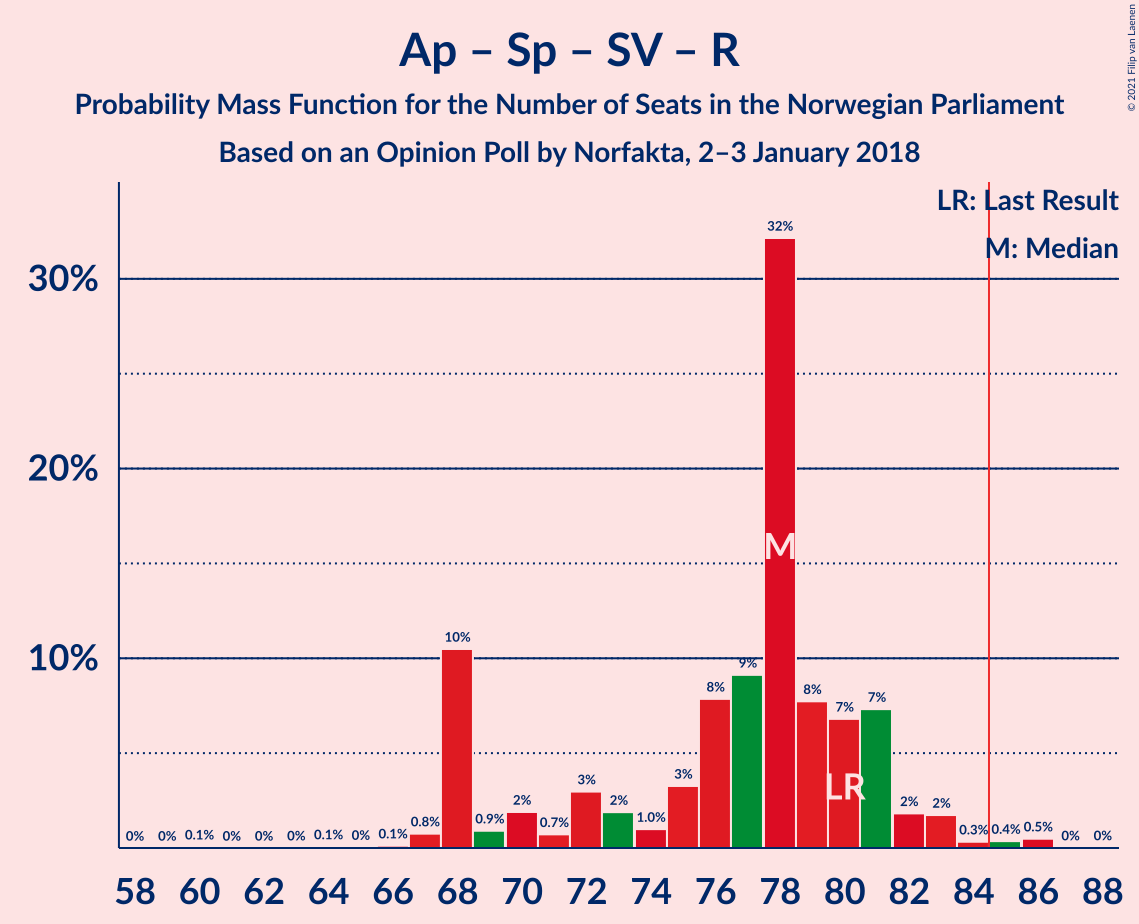 Ap – Sp – SV – R
Probability Mass Function for the Number of Seats in the Norwegian Parliament
Based on an Opinion Poll by Norfakta, 2–3 January 2018
© 2021 Filip van Laenen
LR: Last Result
M: Median
30%
20%
10%
0% 0% 0.1% 0% 0% 0% 0.1% 0% 0.1% 0.8% 10% 0.9% 2% 0.7% 3% 2% 1.0% 3% 8% 9% 32% 8% 7% 7% 2% 2% 0.3% 0.4% 0.5% 0% 0%
M
LR
58 60 62 64 66 68 70 72 74 76 78 80 82 84 86 88